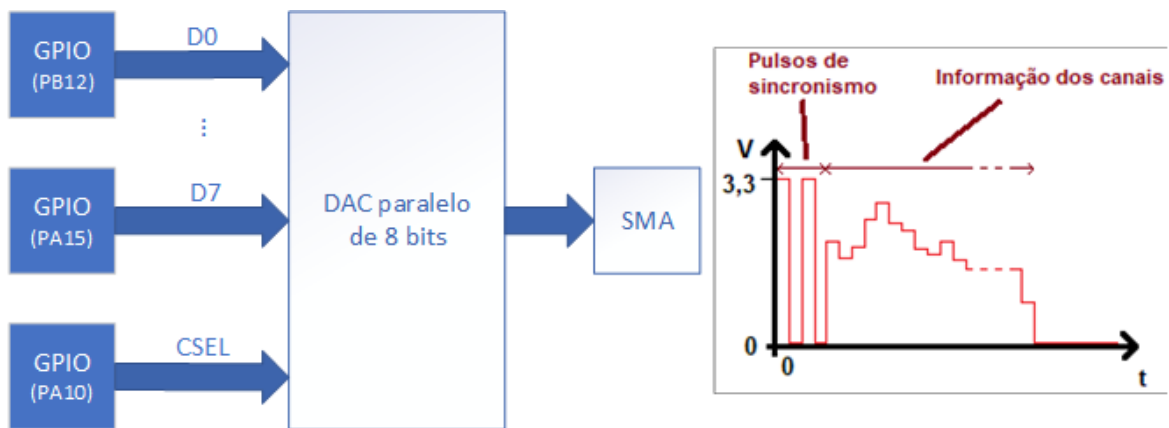 GPIO
(PB12)
D0
⋮
GPIO
(PA15)
D7
GPIO
(PA10)
CSEL
DAC paralelo
de 8 bits
SMA
Pulsos de
sincronismo
Informação dos canais
V
3,3
0
0
t